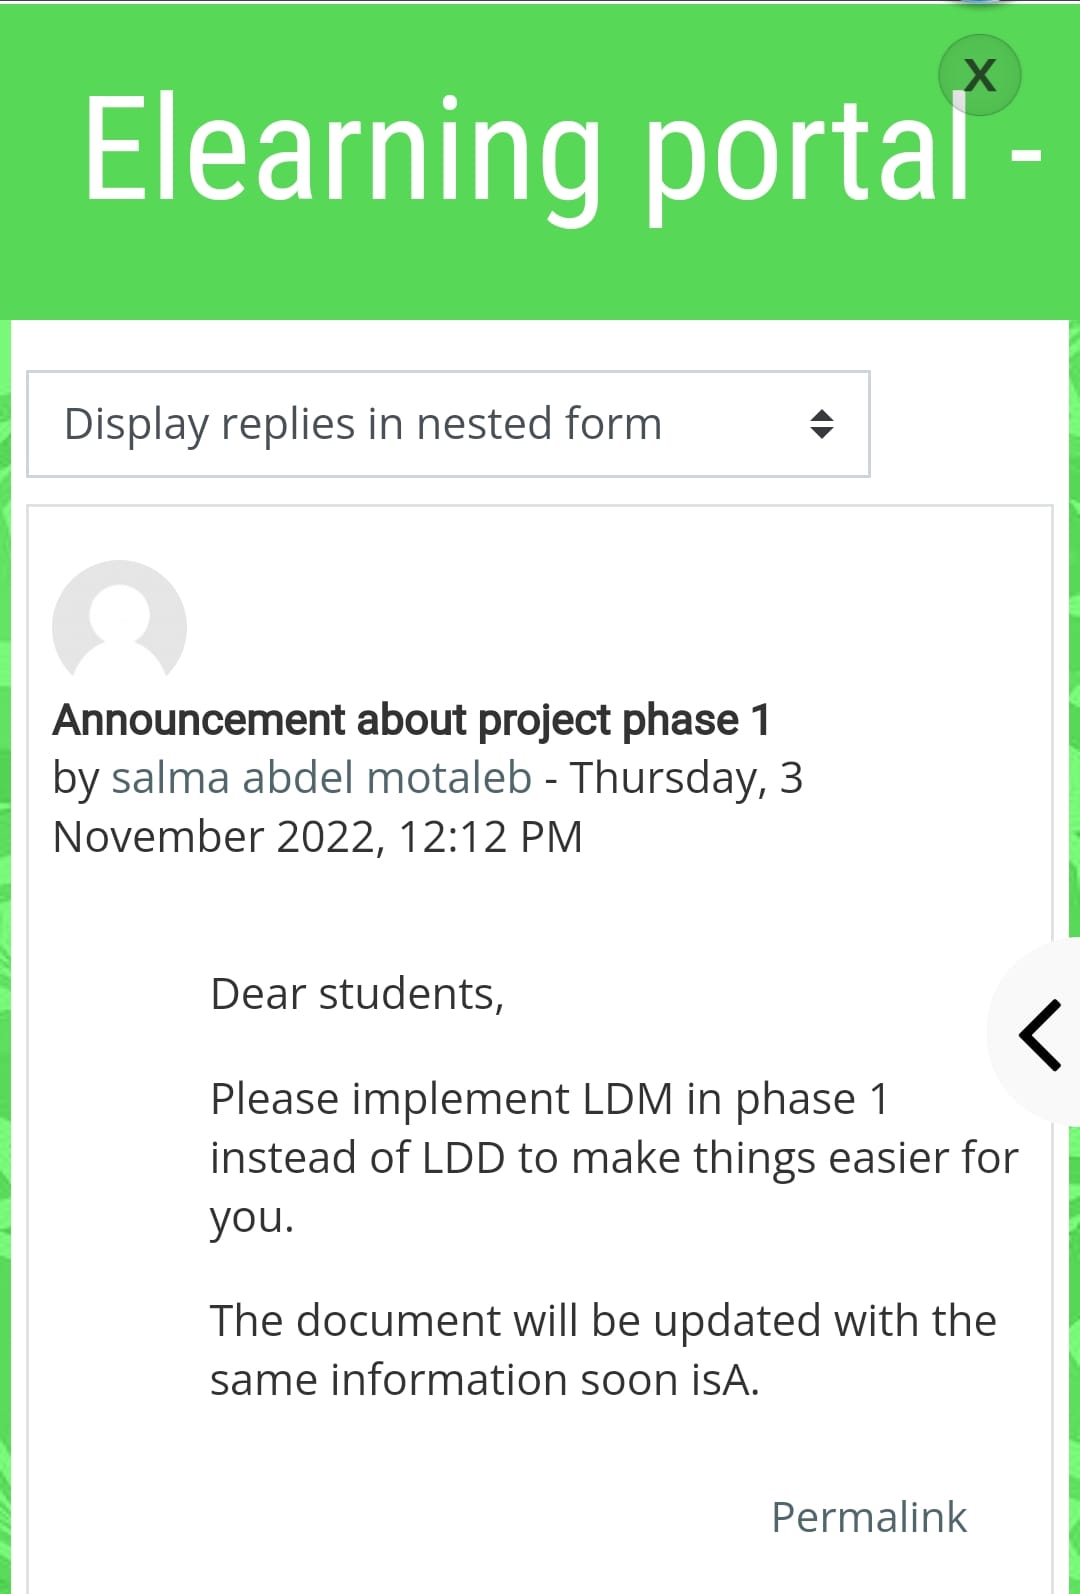 X
Elearning portal -
Display replies in nested form
Announcement about project phase 1
by salma abdel motaleb - Thursday, 3
November 2022, 12:12 PM
Dear students,
Please implement LDM in phase 1
instead of LDD to make things easier for
you.
The document will be updated with the
same information soon isA.
Permalink